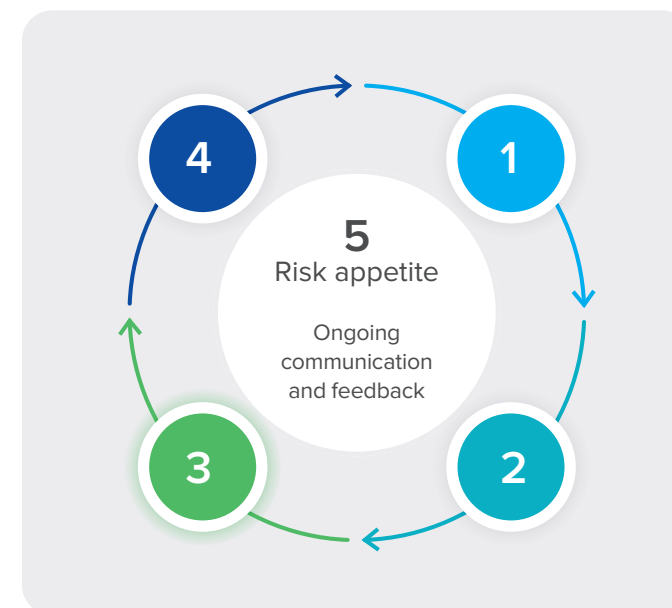 4
1
5
Risk appetite
Ongoing
communication
and feedback
3
2